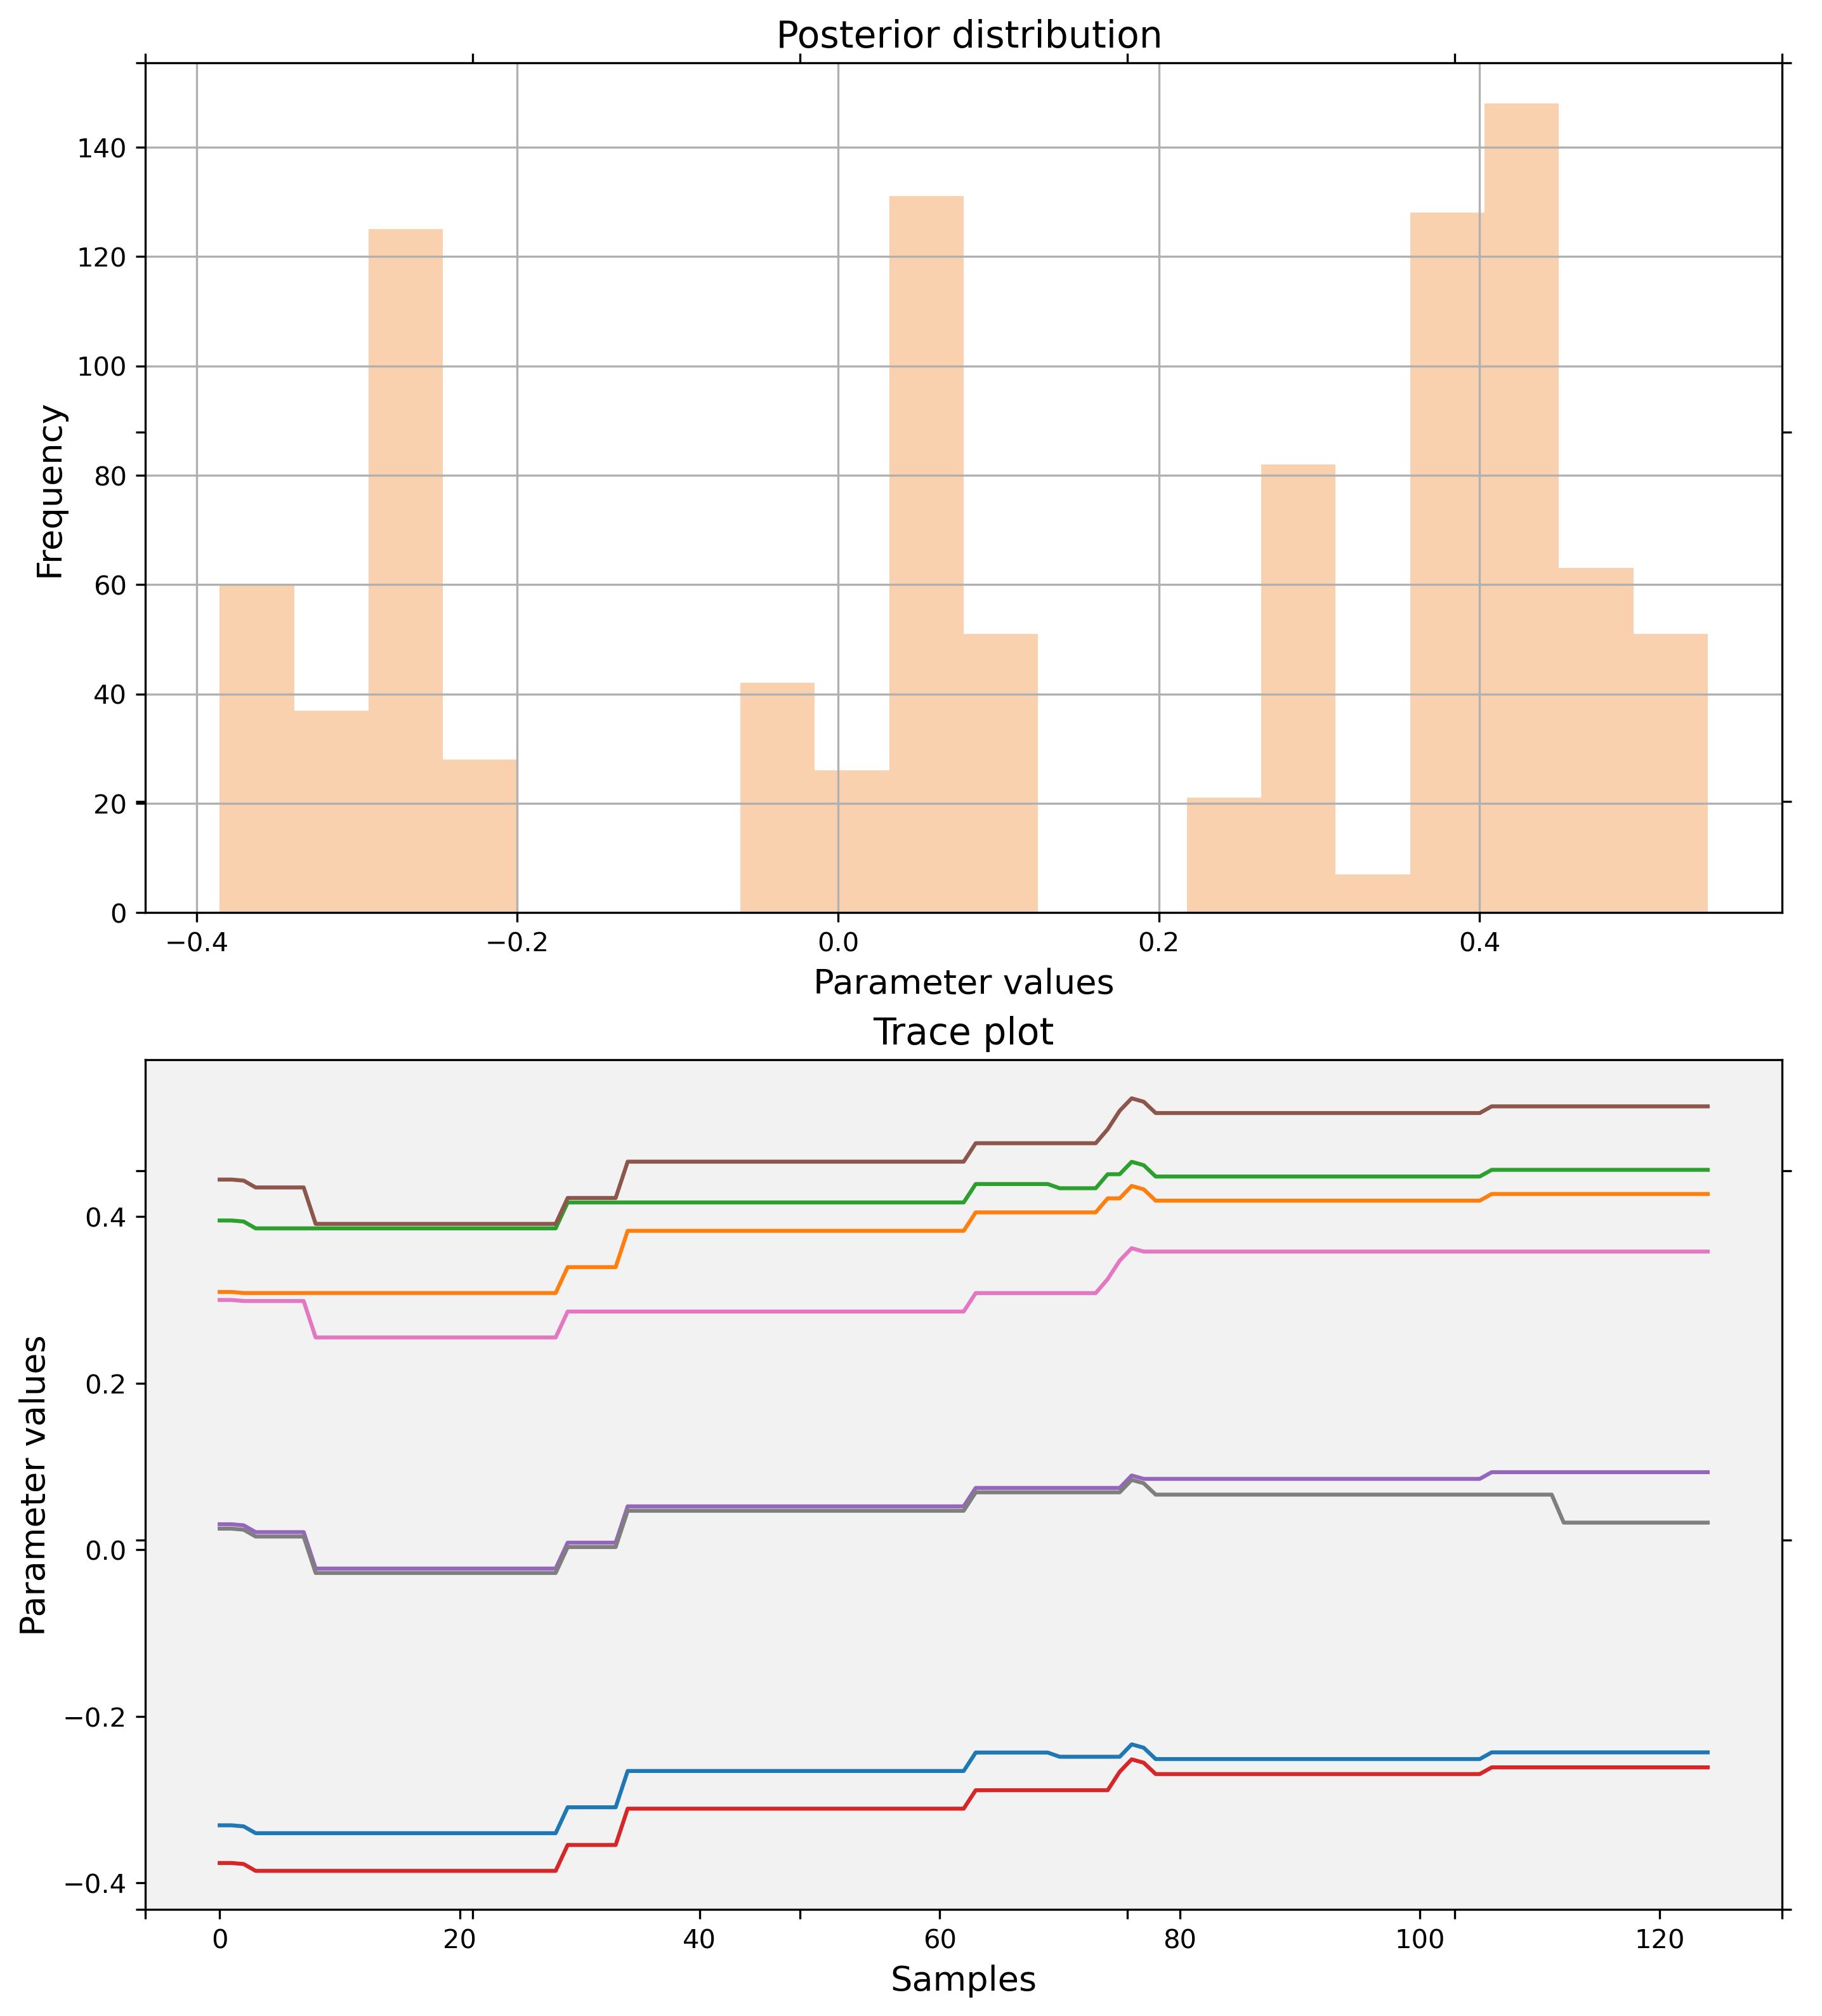 Posterior distribution
Frequency
140
120
100
80
60
40
20
0
−0.4 −0.2 0.0 0.2 0.4
Parameter values
Trace plot
Parameter values
0.4
0.2
0.0
−0.2
−0.4
0 20 40 60 80 100 120
Samples